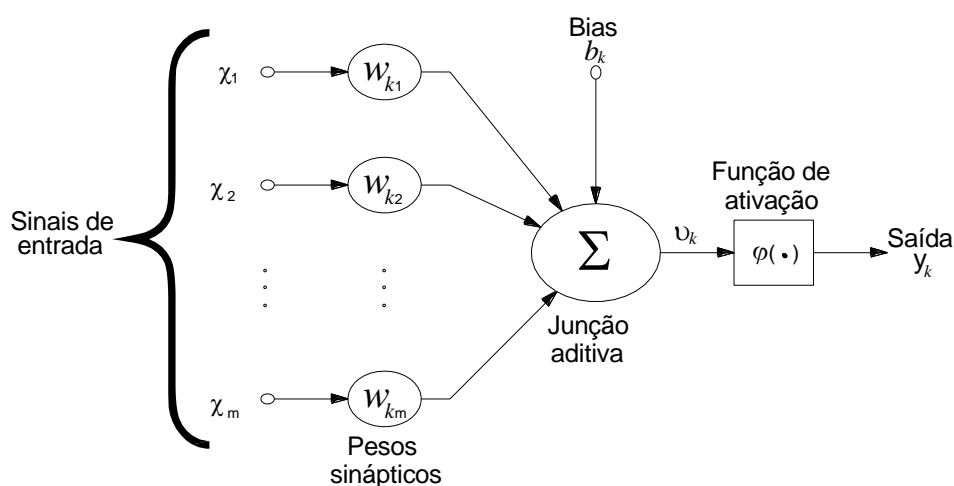 Bias
b_k
χ₁
w_k1
χ₂
w_k2
Função de
ativação
Sinais de
entrada
Σ
υ_k
φ(·)
Saída
y_k
Junção
aditiva
χ_m
w_km
Pesos
sinápticos